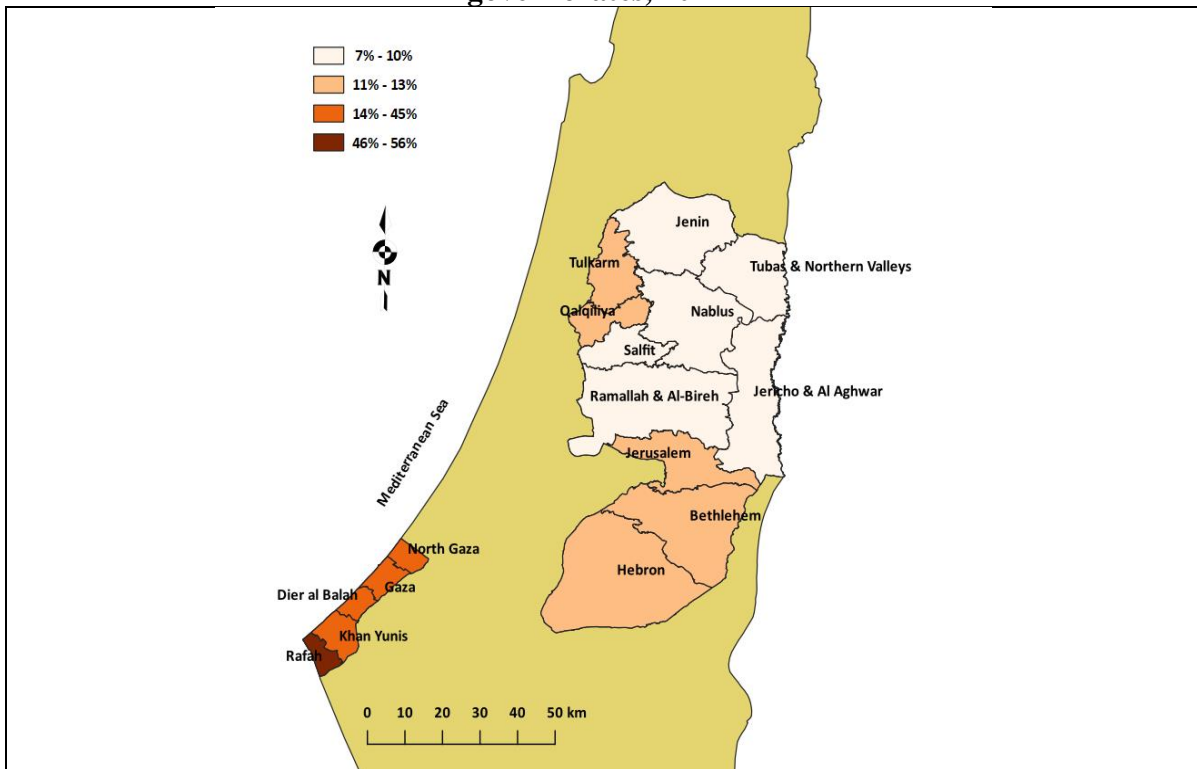 7% - 10%
11% - 13%
14% - 45%
46% - 56%
N
Jenin
Tulkarm
Tubas & Northern Valleys
Qalqiliya
Nablus
Salfit
Ramallah & Al-Bireh
Jericho & Al Aghwar
Mediterranean Sea
Jerusalem
Bethlehem
North Gaza
Hebron
Gaza
Dier al Balah
Khan Yunis
Rafah
0 10 20 30 40 50 km